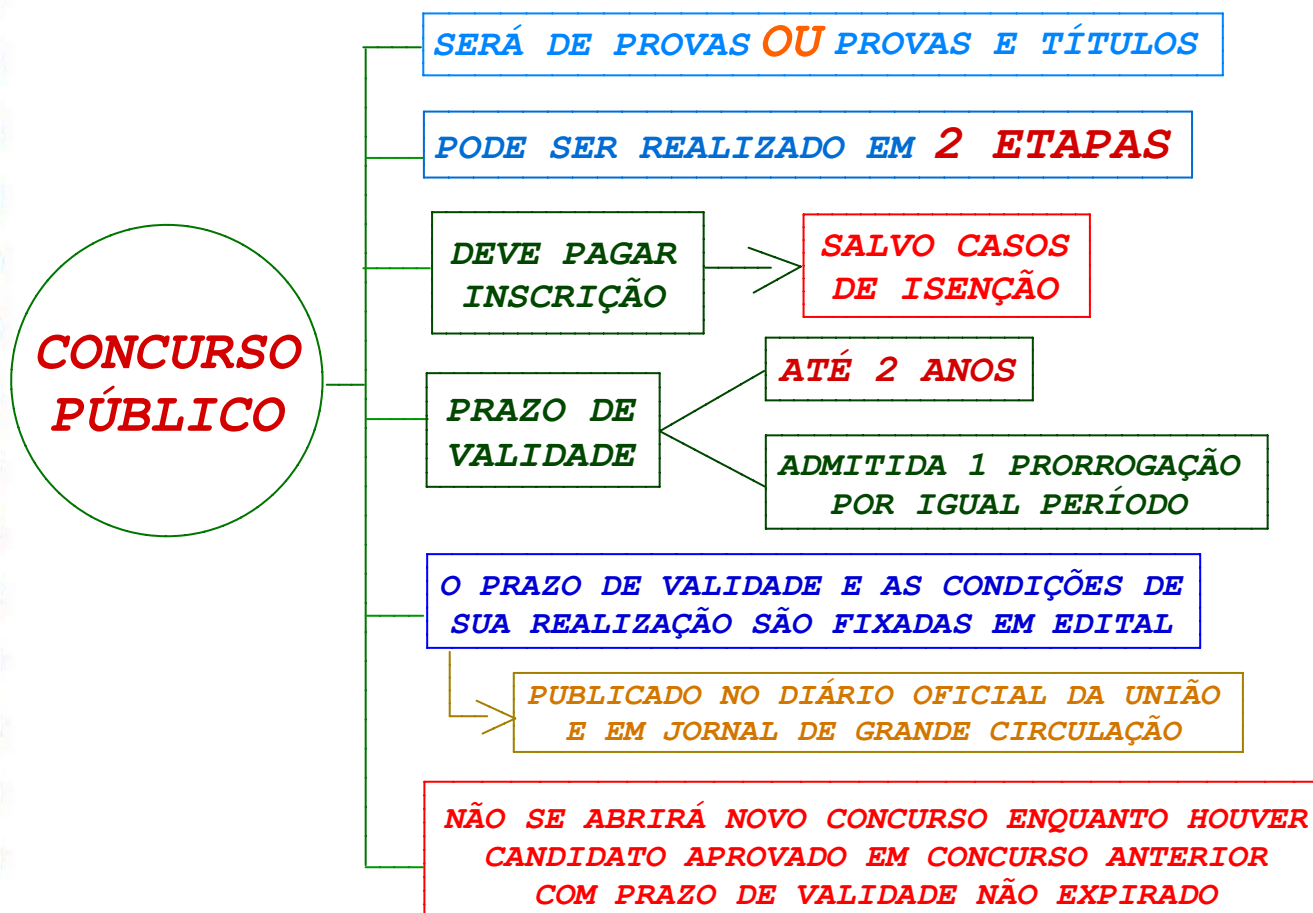 CONCURSO
PÚBLICO
SERÁ DE PROVAS OU PROVAS E TÍTULOS
PODE SER REALIZADO EM 2 ETAPAS
DEVE PAGAR
INSCRIÇÃO
SALVO CASOS
DE ISENÇÃO
PRAZO DE
VALIDADE
ATÉ 2 ANOS
ADMITIDA 1 PRORROGAÇÃO
POR IGUAL PERÍODO
O PRAZO DE VALIDADE E AS CONDIÇÕES DE
SUA REALIZAÇÃO SÃO FIXADAS EM EDITAL
PUBLICADO NO DIÁRIO OFICIAL DA UNIÃO
E EM JORNAL DE GRANDE CIRCULAÇÃO
NÃO SE ABRIRÁ NOVO CONCURSO ENQUANTO HOUVER
CANDIDATO APROVADO EM CONCURSO ANTERIOR
COM PRAZO DE VALIDADE NÃO EXPIRADO